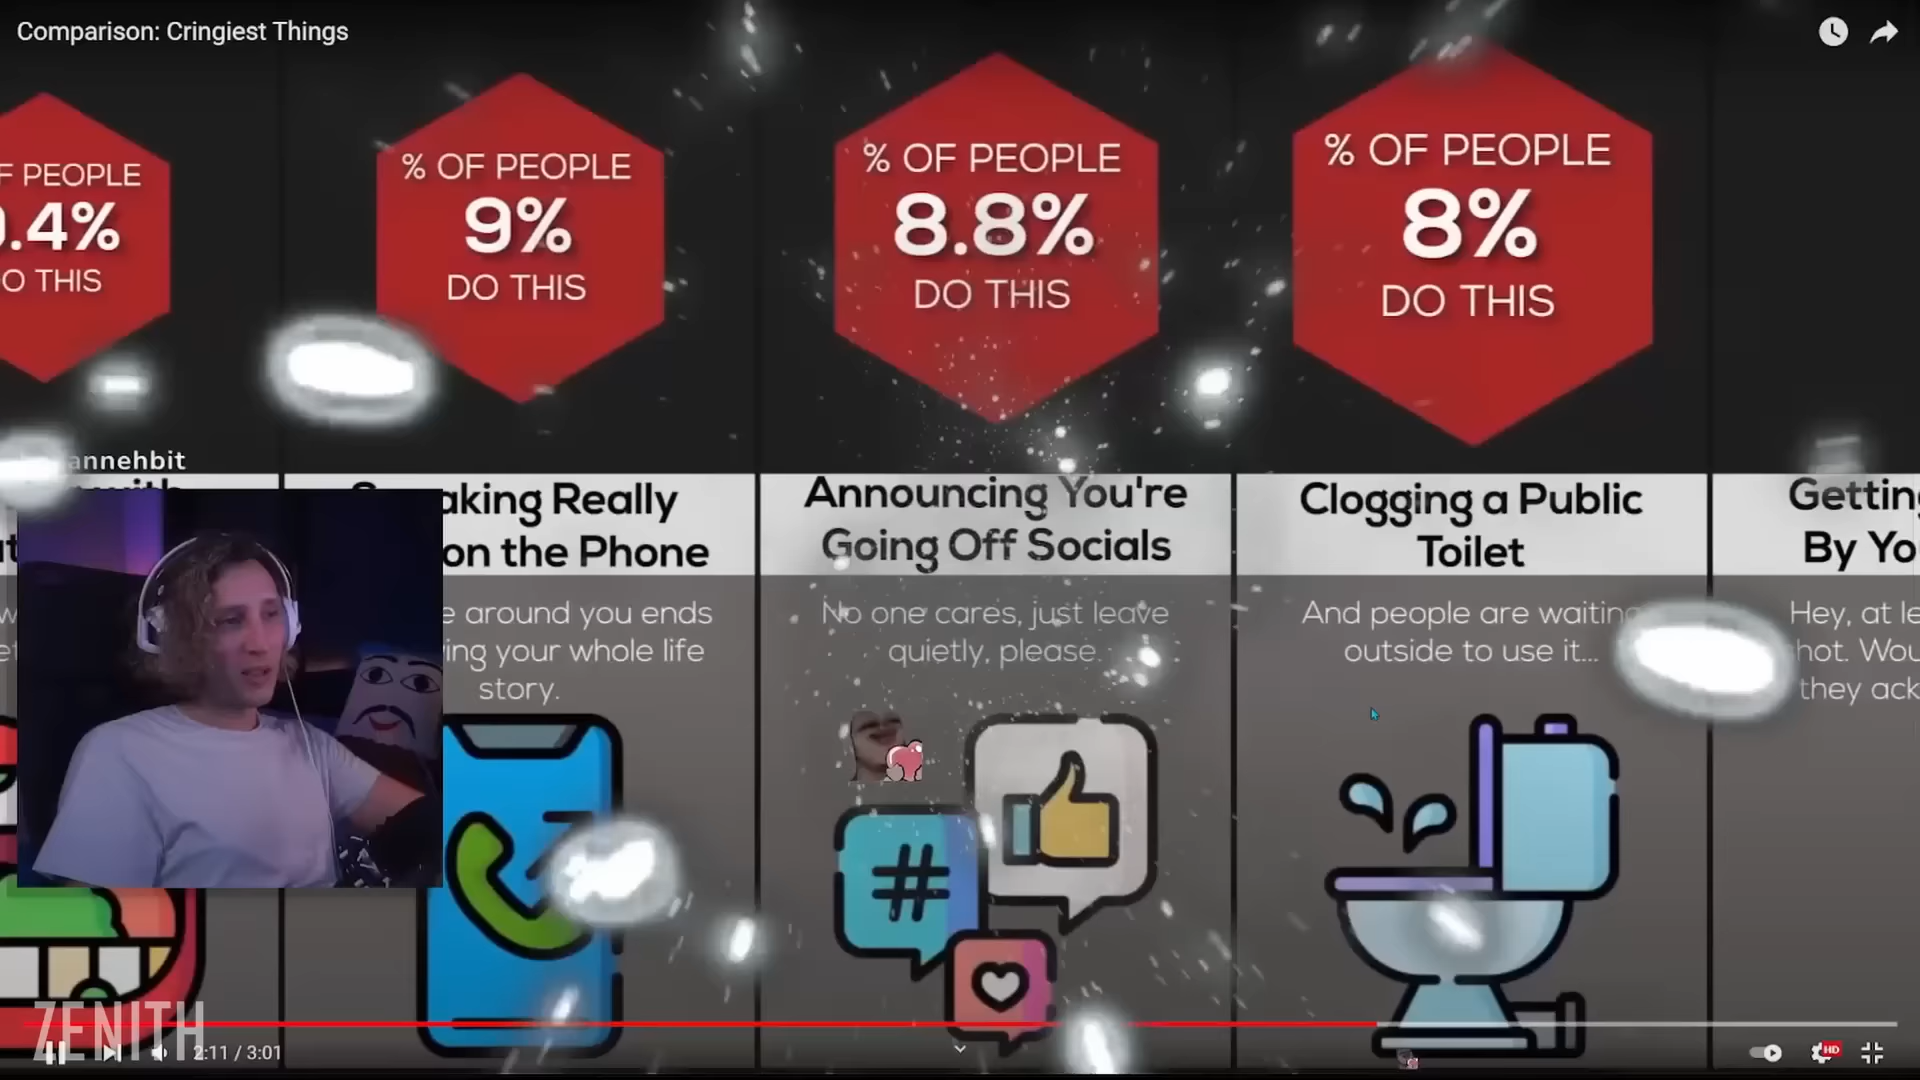 Comparison: Cringiest Things
F PEOPLE
.4%
O THIS
% OF PEOPLE
9%
DO THIS
% OF PEOPLE
8.8%
DO THIS
% OF PEOPLE
8%
DO THIS
annehbit
with
aking Really
on the Phone
e around you ends
ing your whole life
story.
Announcing You're
Going Off Socials
No one cares, just leave
quietly, please.
#
Clogging a Public
Toilet
And people are waiting
outside to use it...
Getting
By Yo
Hey, at le
hot. Wou
they ack
ZENITH
2:11 / 3:01
HD